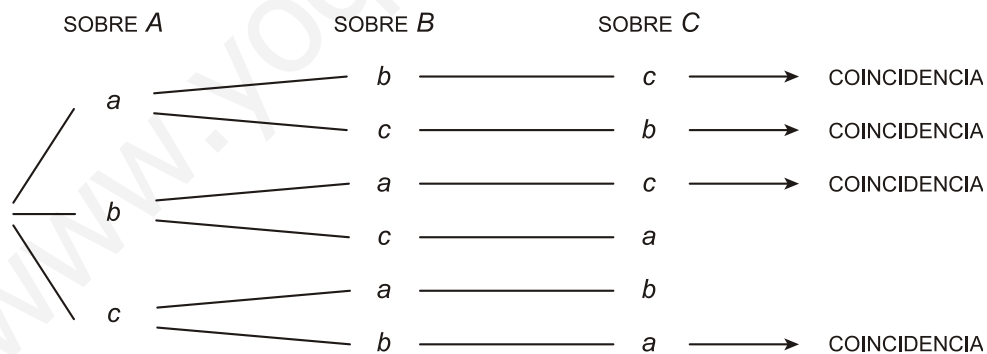 SOBRE A SOBRE B SOBRE C
b c COINCIDENCIA
a
c b COINCIDENCIA
a c COINCIDENCIA
b
c a
a b
c
b a COINCIDENCIA